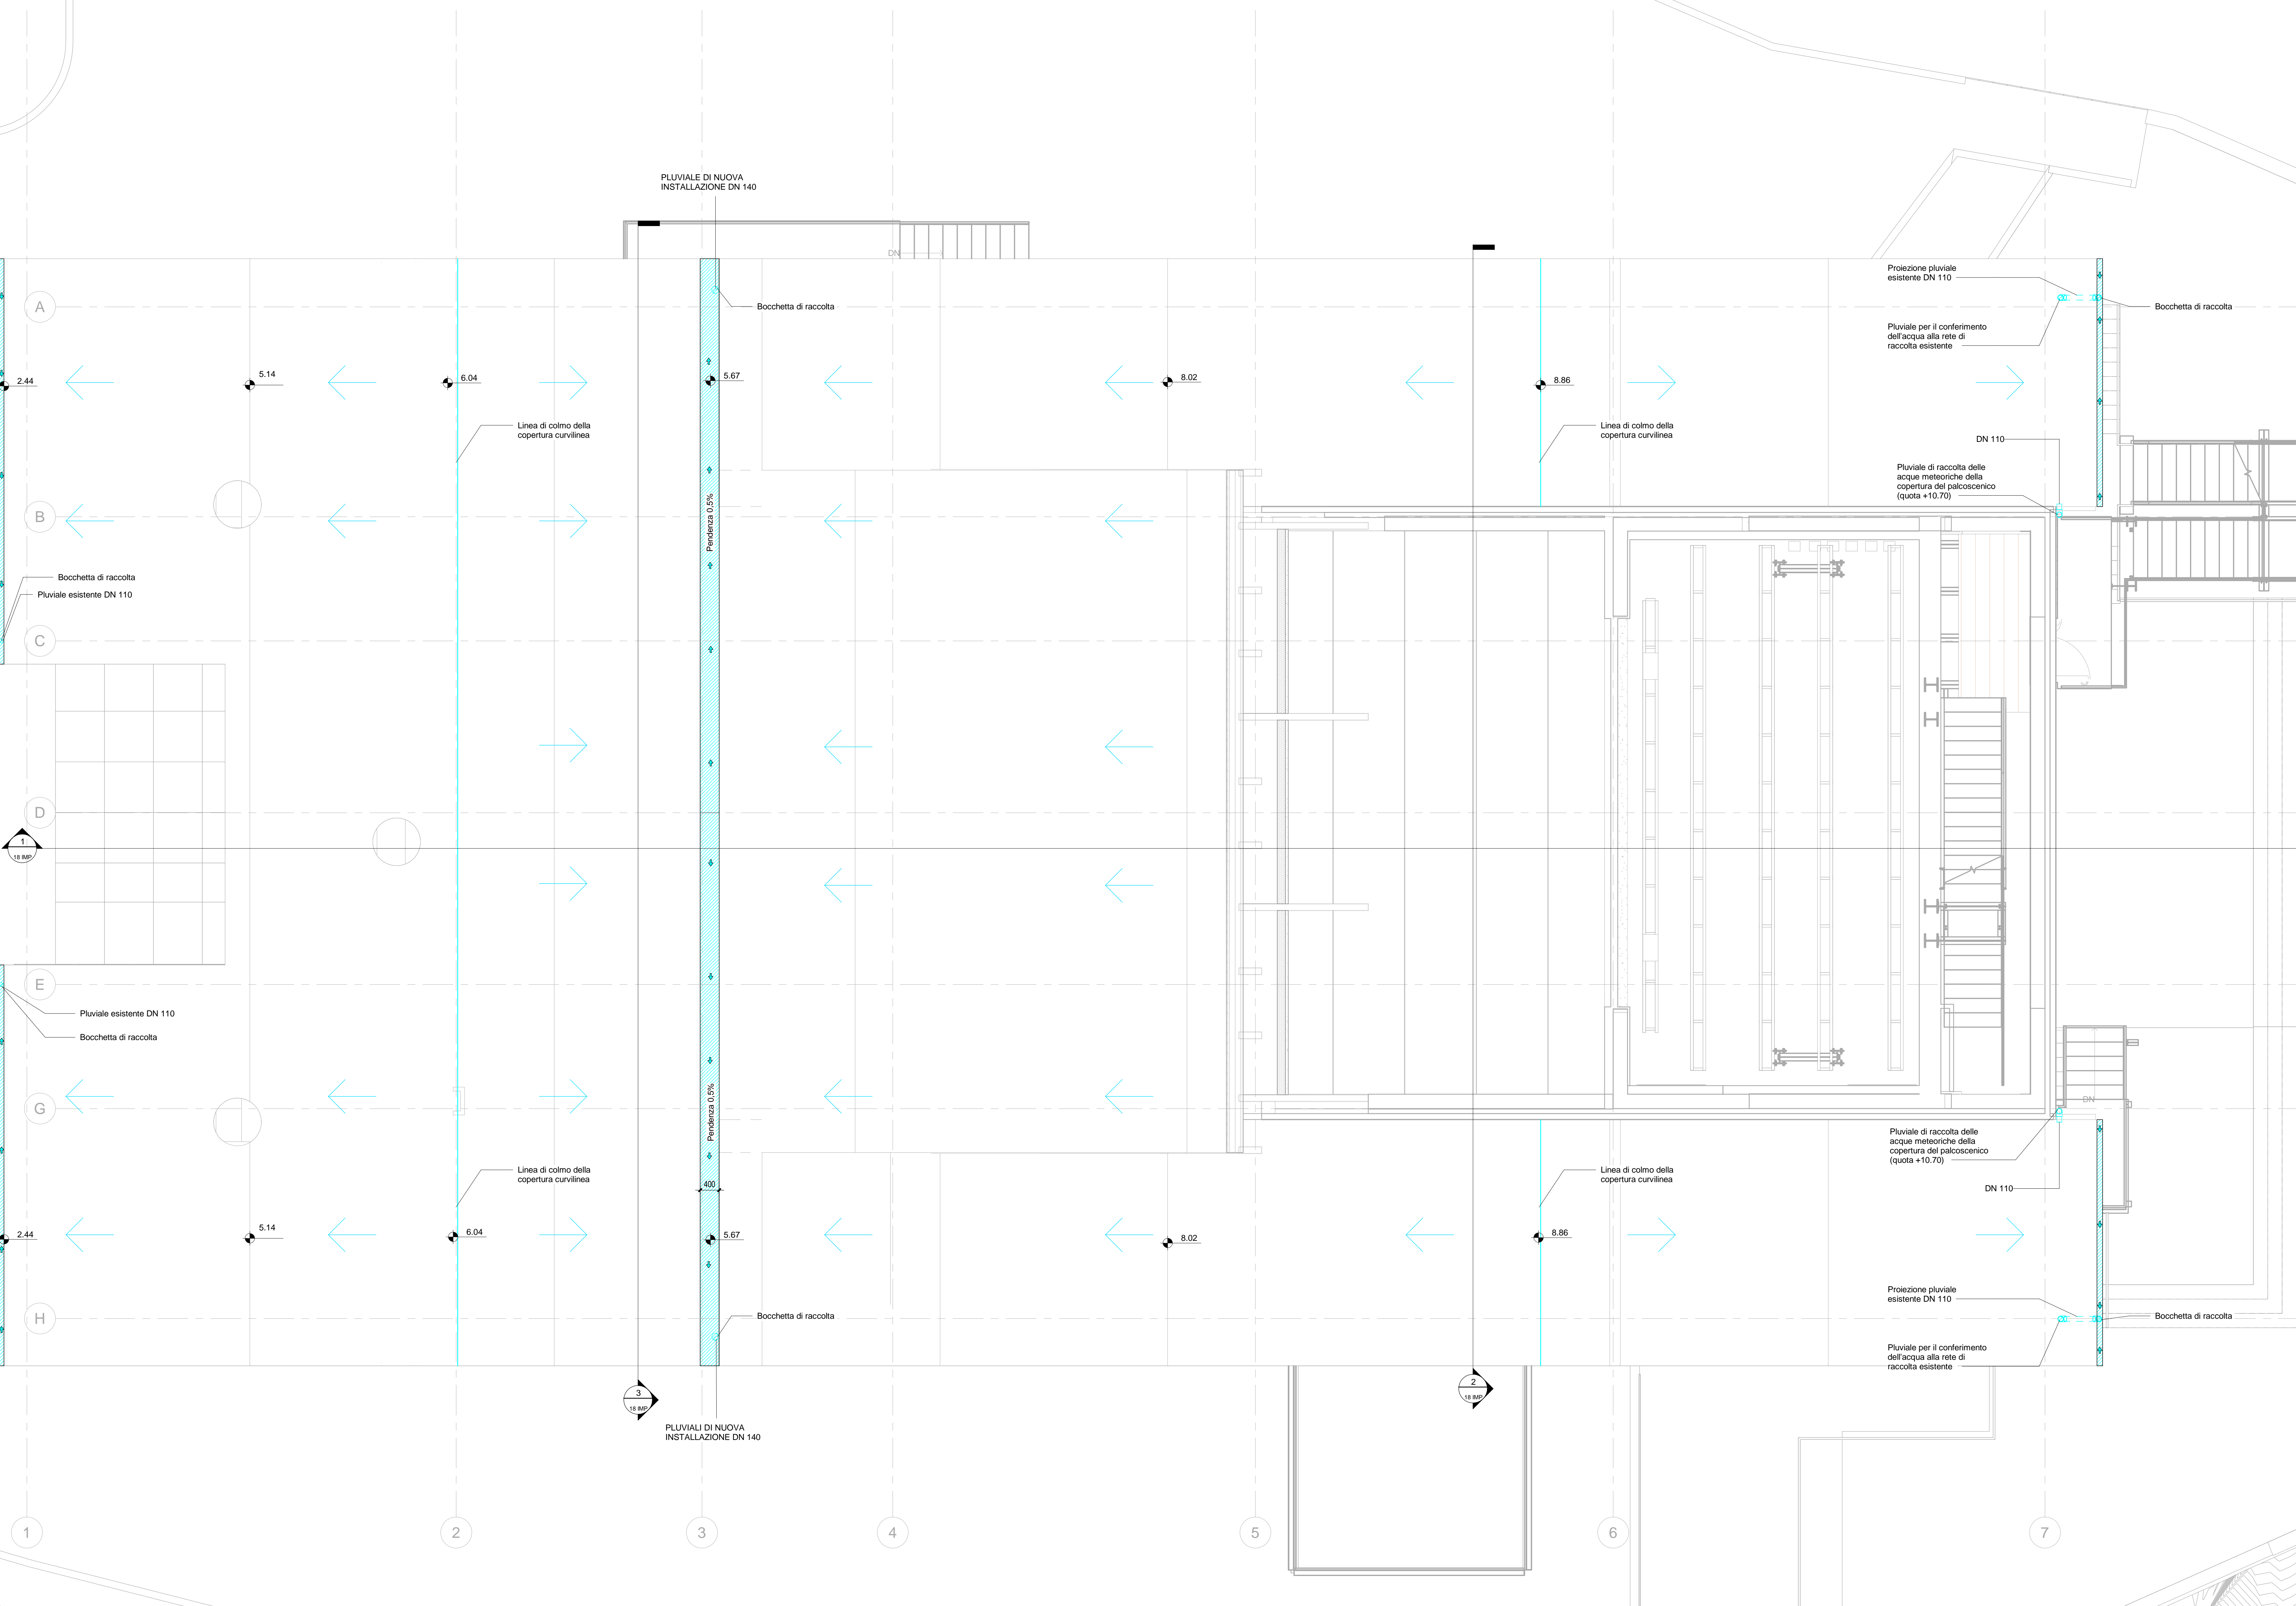 PLUVIALE DI NUOVA
INSTALLAZIONE DN 140
DN
Bocchetta di raccolta
Proiezione pluviale
esistente DN 110
Bocchetta di raccolta
A
Pluviale per il conferimento
dell'acqua alla rete di
raccolta esistente
2.44
5.14
6.04
5.67
8.02
8.86
Linea di colmo della
copertura curvilinea
Linea di colmo della
copertura curvilinea
DN 110
Pluviale di raccolta delle
acque meteoriche della
copertura del palcoscenico
(quota +10.70)
B
Pendenza 0,5%
Bocchetta di raccolta
Pluviale esistente DN 110
C
D
1
18 IMP
E
Pluviale esistente DN 110
Bocchetta di raccolta
G
Pendenza 0,5%
DN
Pluviale di raccolta delle
acque meteoriche della
copertura del palcoscenico
(quota +10.70)
DN 110
Linea di colmo della
copertura curvilinea
400
Linea di colmo della
copertura curvilinea
2.44
5.14
6.04
5.67
8.02
8.86
Proiezione pluviale
esistente DN 110
H
Bocchetta di raccolta
Bocchetta di raccolta
Pluviale per il conferimento
dell'acqua alla rete di
raccolta esistente
3
18 IMP
2
18 IMP
PLUVIALI DI NUOVA
INSTALLAZIONE DN 140
1
2
3
4
5
6
7